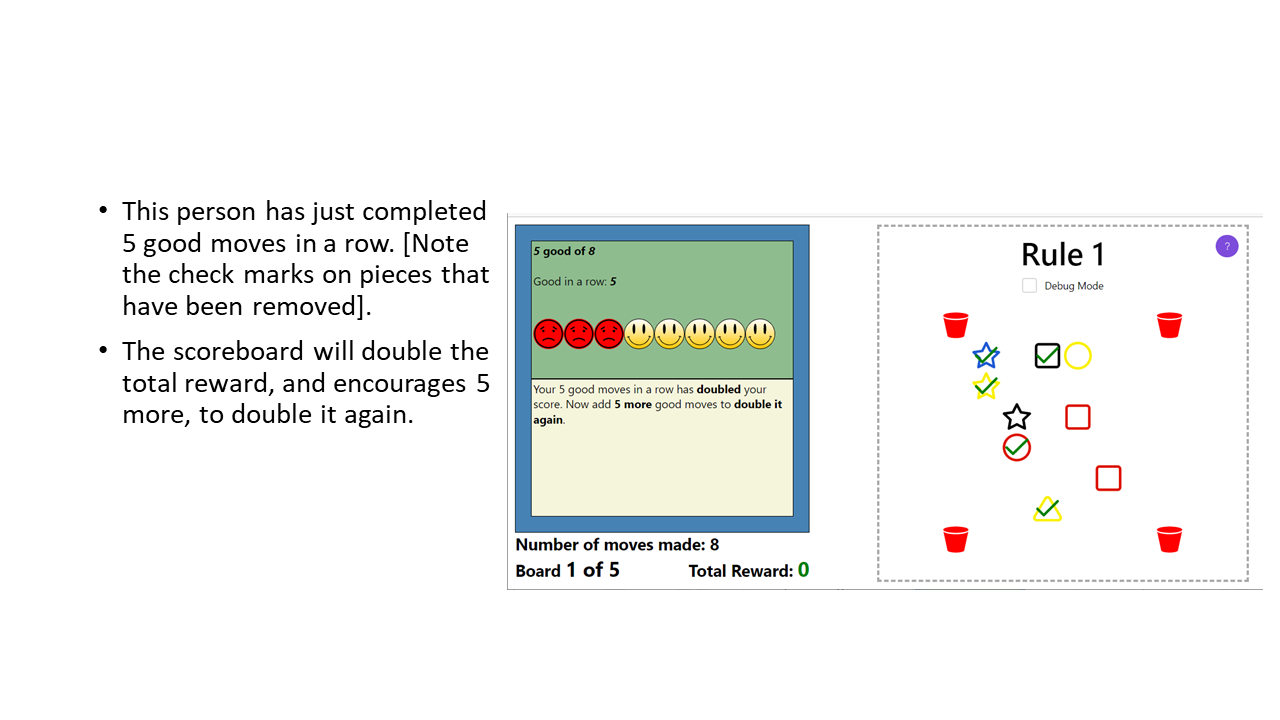 • This person has just completed
5 good moves in a row. [Note
the check marks on pieces that
have been removed].
• The scoreboard will double the
total reward, and encourages 5
more, to double it again.
5 good of 8
Good in a row: 5
Your 5 good moves in a row has doubled your
score. Now add 5 more good moves to double it
again.
Number of moves made: 8
Board 1 of 5 Total Reward: 0
Rule 1
?
Debug Mode